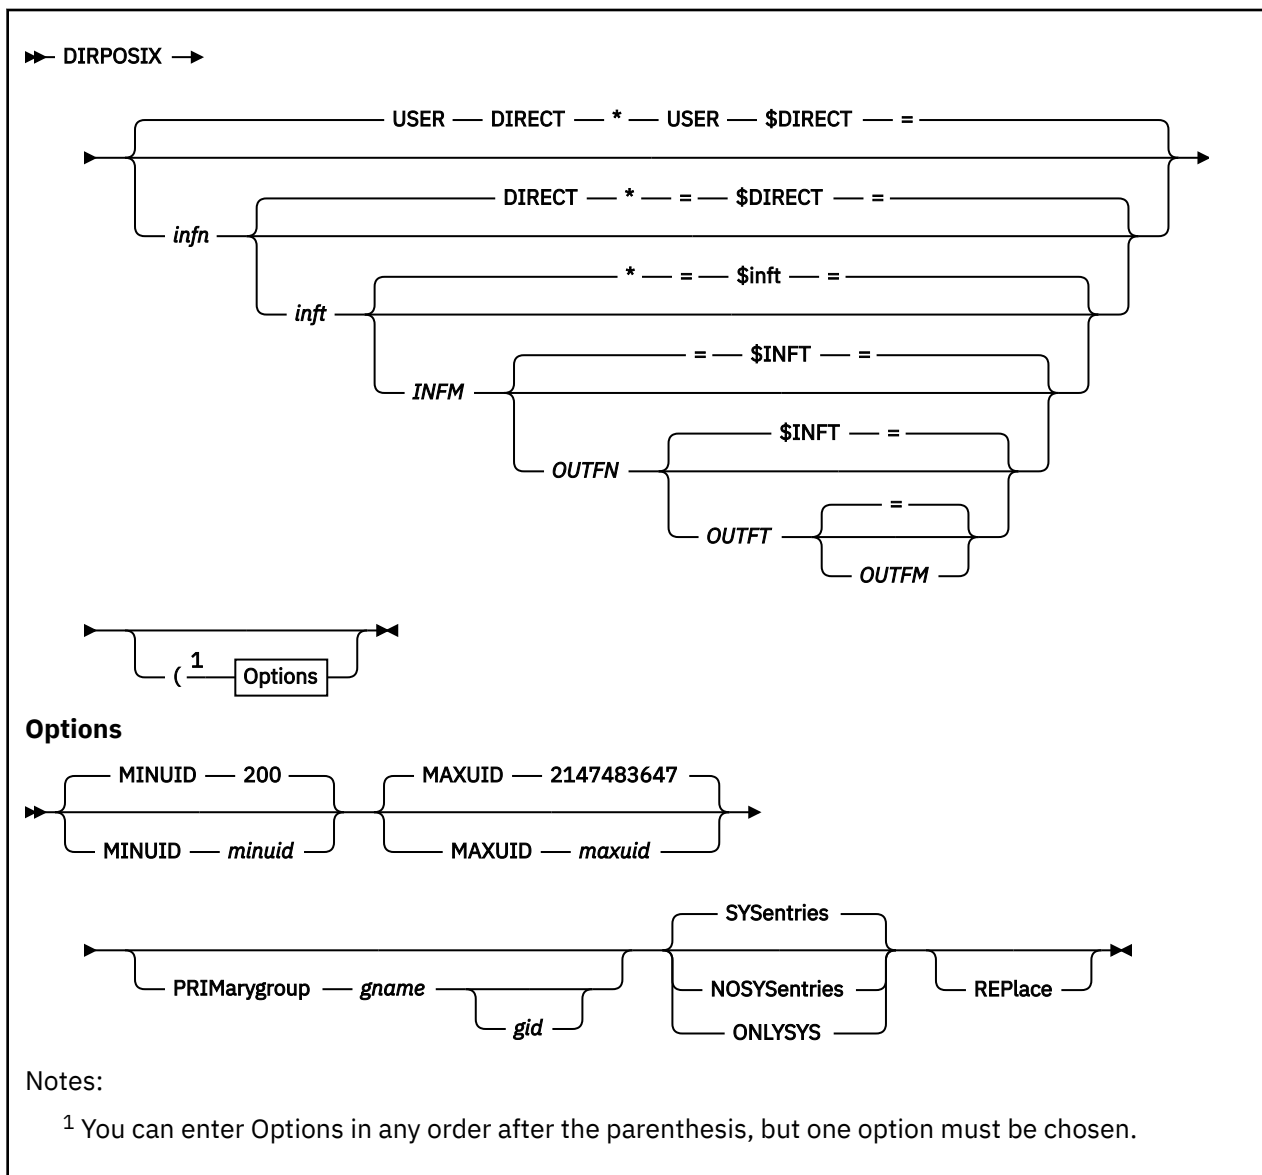 DIRPOSIX
USER DIRECT * USER $DIRECT =
infn DIRECT * = $DIRECT =
inft * = $inft =
INFM = $INFT =
OUTFN $INFT =
OUTFT =
OUTFM
( 1 Options
Options
MINUID 200 MAXUID 2147483647
MINUID minuid MAXUID maxuid
SYSentries
PRIMarygroup gname NOSYSentries REPlace
gid ONLYSYS
Notes:
1 You can enter Options in any order after the parenthesis, but one option must be chosen.